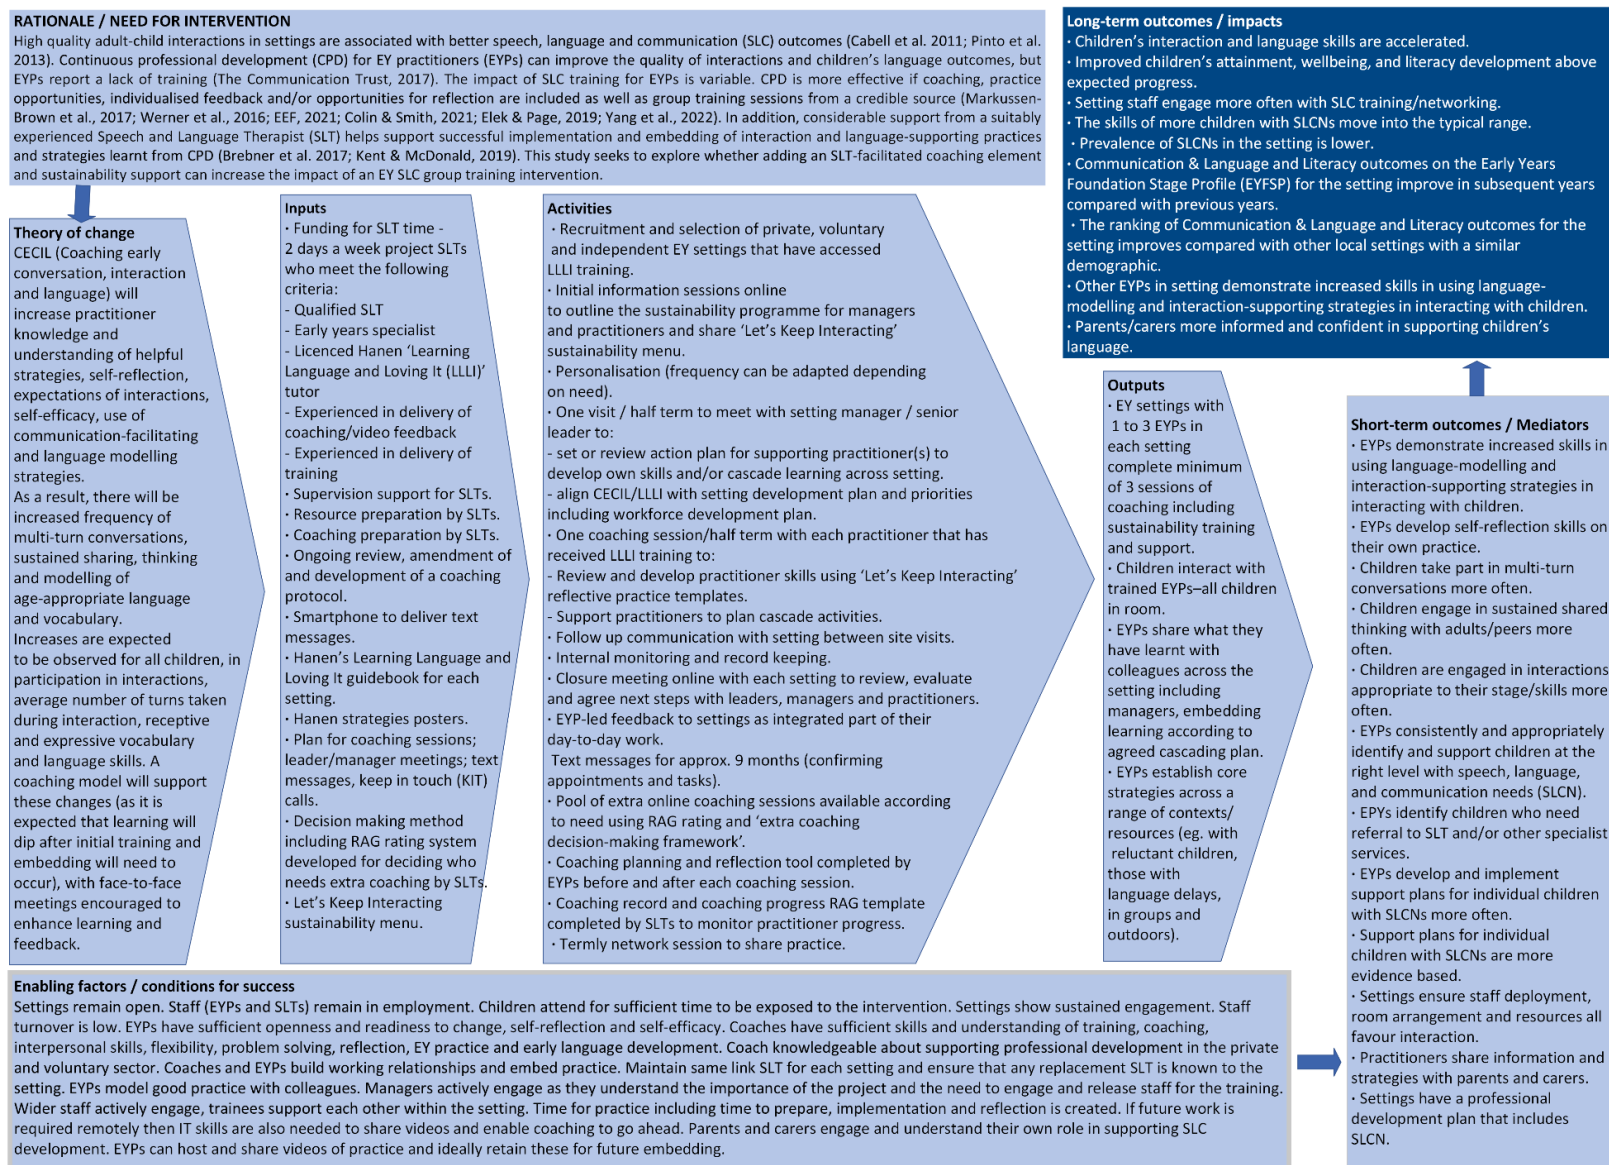 RATIONALE / NEED FOR INTERVENTION
High quality adult-child interactions in settings are associated with better speech, language and communication (SLC) outcomes (Cabell et al. 2011; Pinto et al.
2013). Continuous professional development (CPD) for EY practitioners (EYPs) can improve the quality of interactions and children's language outcomes, but
EYPs report a lack of training (The Communication Trust, 2017). The impact of SLC training for EYPs is variable. CPD is more effective if coaching, practice
opportunities, individualised feedback and/or opportunities for reflection are included as well as group training sessions from a credible source (Markussen-
Brown et al., 2017; Werner et al., 2016; EEF, 2021; Colin & Smith, 2021; Elek & Page, 2019; Yang et al., 2022). In addition, considerable support from a suitably
experienced Speech and Language Therapist (SLT) helps support successful implementation and embedding of interaction and language-supporting practices
and strategies learnt from CPD (Brebner et al. 2017; Kent & McDonald, 2019). This study seeks to explore whether adding an SLT-facilitated coaching element
and sustainability support can increase the impact of an EY SLC group training intervention.
Theory of change
CECIL (Coaching early
conversation, interaction
and language) will
increase practitioner
knowledge and
understanding of helpful
strategies, self-reflection,
expectations of interactions,
self-efficacy, use of
communication-facilitating
and language modelling
strategies.
As a result, there will be
increased frequency of
multi-turn conversations,
sustained sharing, thinking
and modelling of
age-appropriate language
and vocabulary.
Increases are expected
to be observed for all children, in
participation in interactions,
average number of turns taken
during interaction, receptive
and expressive vocabulary
and language skills. A
coaching model will support
these changes (as it is
expected that learning will
dip after initial training and
embedding will need to
occur), with face-to-face
meetings encouraged to
enhance learning and
feedback.
Inputs
· Funding for SLT time -
2 days a week project SLTs
who meet the following
criteria:
- Qualified SLT
- Early years specialist
- Licenced Hanen 'Learning
Language and Loving It (LLLI)'
tutor
- Experienced in delivery of
coaching/video feedback
- Experienced in delivery of
training
· Supervision support for SLTs.
· Resource preparation by SLTs.
· Coaching preparation by SLTs.
· Ongoing review, amendment of
and development of a coaching
protocol.
· Smartphone to deliver text
messages.
· Hanen's Learning Language and
Loving It guidebook for each
setting.
· Hanen strategies posters.
· Plan for coaching sessions;
leader/manager meetings; text
messages, keep in touch (KIT)
calls.
· Decision making method
including RAG rating system
developed for deciding who
needs extra coaching by SLTs.
· Let's Keep Interacting
sustainability menu.
Activities
· Recruitment and selection of private, voluntary
and independent EY settings that have accessed
LLLI training.
· Initial information sessions online
to outline the sustainability programme for managers
and practitioners and share 'Let's Keep Interacting'
sustainability menu.
· Personalisation (frequency can be adapted depending
on need).
· One visit / half term to meet with setting manager / senior
leader to:
- set or review action plan for supporting practitioner(s) to
develop own skills and/or cascade learning across setting.
- align CECIL/LLLI with setting development plan and priorities
including workforce development plan.
· One coaching session/half term with each practitioner that has
received LLLI training to:
- Review and develop practitioner skills using 'Let's Keep Interacting'
reflective practice templates.
- Support practitioners to plan cascade activities.
· Follow up communication with setting between site visits.
· Internal monitoring and record keeping.
· Closure meeting online with each setting to review, evaluate
and agree next steps with leaders, managers and practitioners.
· EYP-led feedback to settings as integrated part of their
day-to-day work.
Text messages for approx. 9 months (confirming
appointments and tasks).
· Pool of extra online coaching sessions available according
to need using RAG rating and 'extra coaching
decision-making framework'.
· Coaching planning and reflection tool completed by
EYPs before and after each coaching session.
· Coaching record and coaching progress RAG template
completed by SLTs to monitor practitioner progress.
· Termly network session to share practice.
Outputs
· EY settings with
1 to 3 EYPs in
each setting
complete minimum
of 3 sessions of
coaching including
sustainability training
and support.
· Children interact with
trained EYPs–all children
in room.
· EYPs share what they
have learnt with
colleagues across the
setting including
managers, embedding
learning according to
agreed cascading plan.
· EYPs establish core
strategies across a
range of contexts/
resources (eg. with
reluctant children,
those with
language delays,
in groups and
outdoors).
Short-term outcomes / Mediators
· EYPs demonstrate increased skills in
using language-modelling and
interaction-supporting strategies in
interacting with children.
· EYPs develop self-reflection skills on
their own practice.
· Children take part in multi-turn
conversations more often.
· Children engage in sustained shared
thinking with adults/peers more
often.
· Children are engaged in interactions
appropriate to their stage/skills more
often.
· EYPs consistently and appropriately
identify and support children at the
right level with speech, language,
and communication needs (SLCN).
· EPYs identify children who need
referral to SLT and/or other specialist
services.
· EYPs develop and implement
support plans for individual children
with SLCNs more often.
· Support plans for individual
children with SLCNs are more
evidence based.
· Settings ensure staff deployment,
room arrangement and resources all
favour interaction.
· Practitioners share information and
strategies with parents and carers.
· Settings have a professional
development plan that includes
SLCN.
Long-term outcomes / impacts
· Children's interaction and language skills are accelerated.
· Improved children's attainment, wellbeing, and literacy development above
expected progress.
· Setting staff engage more often with SLC training/networking.
· The skills of more children with SLCNs move into the typical range.
· Prevalence of SLCNs in the setting is lower.
· Communication & Language and Literacy outcomes on the Early Years
Foundation Stage Profile (EYFSP) for the setting improve in subsequent years
compared with previous years.
· The ranking of Communication & Language and Literacy outcomes for the
setting improves compared with other local settings with a similar
demographic.
· Other EYPs in setting demonstrate increased skills in using language-
modelling and interaction-supporting strategies in interacting with children.
· Parents/carers more informed and confident in supporting children's
language.
Enabling factors / conditions for success
Settings remain open. Staff (EYPs and SLTs) remain in employment. Children attend for sufficient time to be exposed to the intervention. Settings show sustained engagement. Staff
turnover is low. EYPs have sufficient openness and readiness to change, self-reflection and self-efficacy. Coaches have sufficient skills and understanding of training, coaching,
interpersonal skills, flexibility, problem solving, reflection, EY practice and early language development. Coach knowledgeable about supporting professional development in the private
and voluntary sector. Coaches and EYPs build working relationships and embed practice. Maintain same link SLT for each setting and ensure that any replacement SLT is known to the
setting. EYPs model good practice with colleagues. Managers actively engage as they understand the importance of the project and the need to engage and release staff for the training.
Wider staff actively engage, trainees support each other within the setting. Time for practice including time to prepare, implementation and reflection is created. If future work is
required remotely then IT skills are also needed to share videos and enable coaching to go ahead. Parents and carers engage and understand their own role in supporting SLC
development. EYPs can host and share videos of practice and ideally retain these for future embedding.